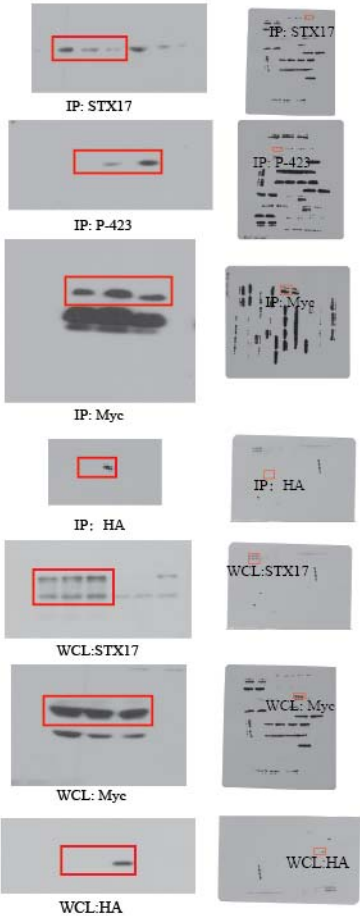 IP: STX17
IP: STX17
IP: P-423
IP: P-423
IP: Myc
IP: Myc
IP: HA
IP: HA
WCL:STX17
WCL:STX17
WCL: Myc
WCL: Myc
WCL:HA
WCL:HA